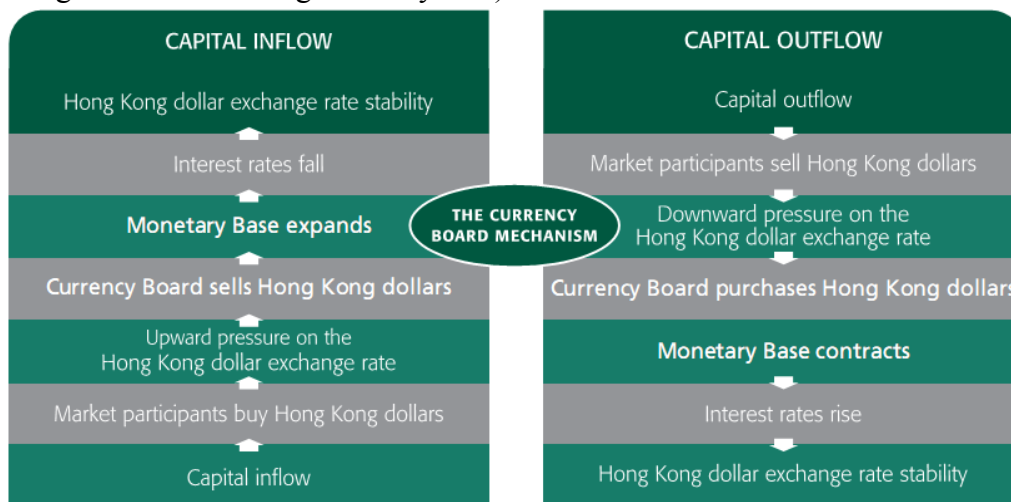 CAPITAL INFLOW
Hong Kong dollar exchange rate stability
Interest rates fall
Monetary Base expands
Currency Board sells Hong Kong dollars
Upward pressure on the
Hong Kong dollar exchange rate
Market participants buy Hong Kong dollars
Capital inflow
THE CURRENCY
BOARD MECHANISM
CAPITAL OUTFLOW
Capital outflow
Market participants sell Hong Kong dollars
Downward pressure on the
Hong Kong dollar exchange rate
Currency Board purchases Hong Kong dollars
Monetary Base contracts
Interest rates rise
Hong Kong dollar exchange rate stability